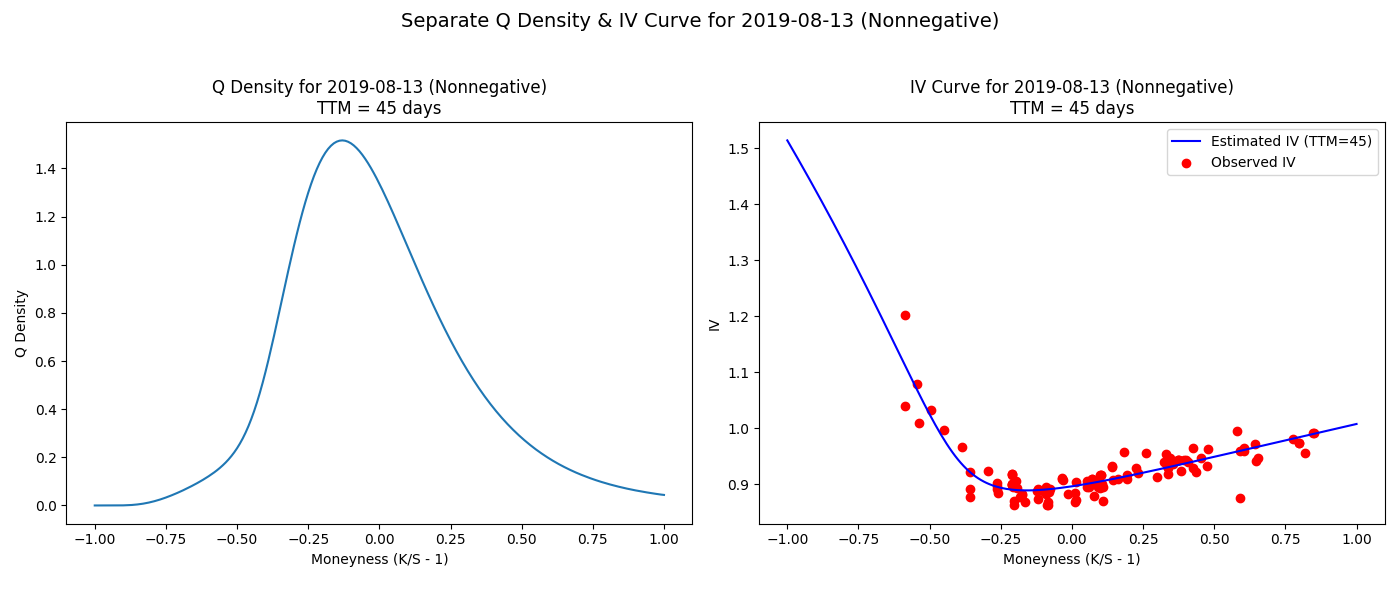 Separate Q Density & IV Curve for 2019-08-13 (Nonnegative)
Q Density for 2019-08-13 (Nonnegative)
TTM = 45 days
Q Density
1.4
1.2
1.0
0.8
0.6
0.4
0.2
0.0
−1.00 −0.75 −0.50 −0.25 0.00 0.25 0.50 0.75 1.00
Moneyness (K/S - 1)
IV Curve for 2019-08-13 (Nonnegative)
TTM = 45 days
Estimated IV (TTM=45)
Observed IV
IV
1.5
1.4
1.3
1.2
1.1
1.0
0.9
−1.00 −0.75 −0.50 −0.25 0.00 0.25 0.50 0.75 1.00
Moneyness (K/S - 1)